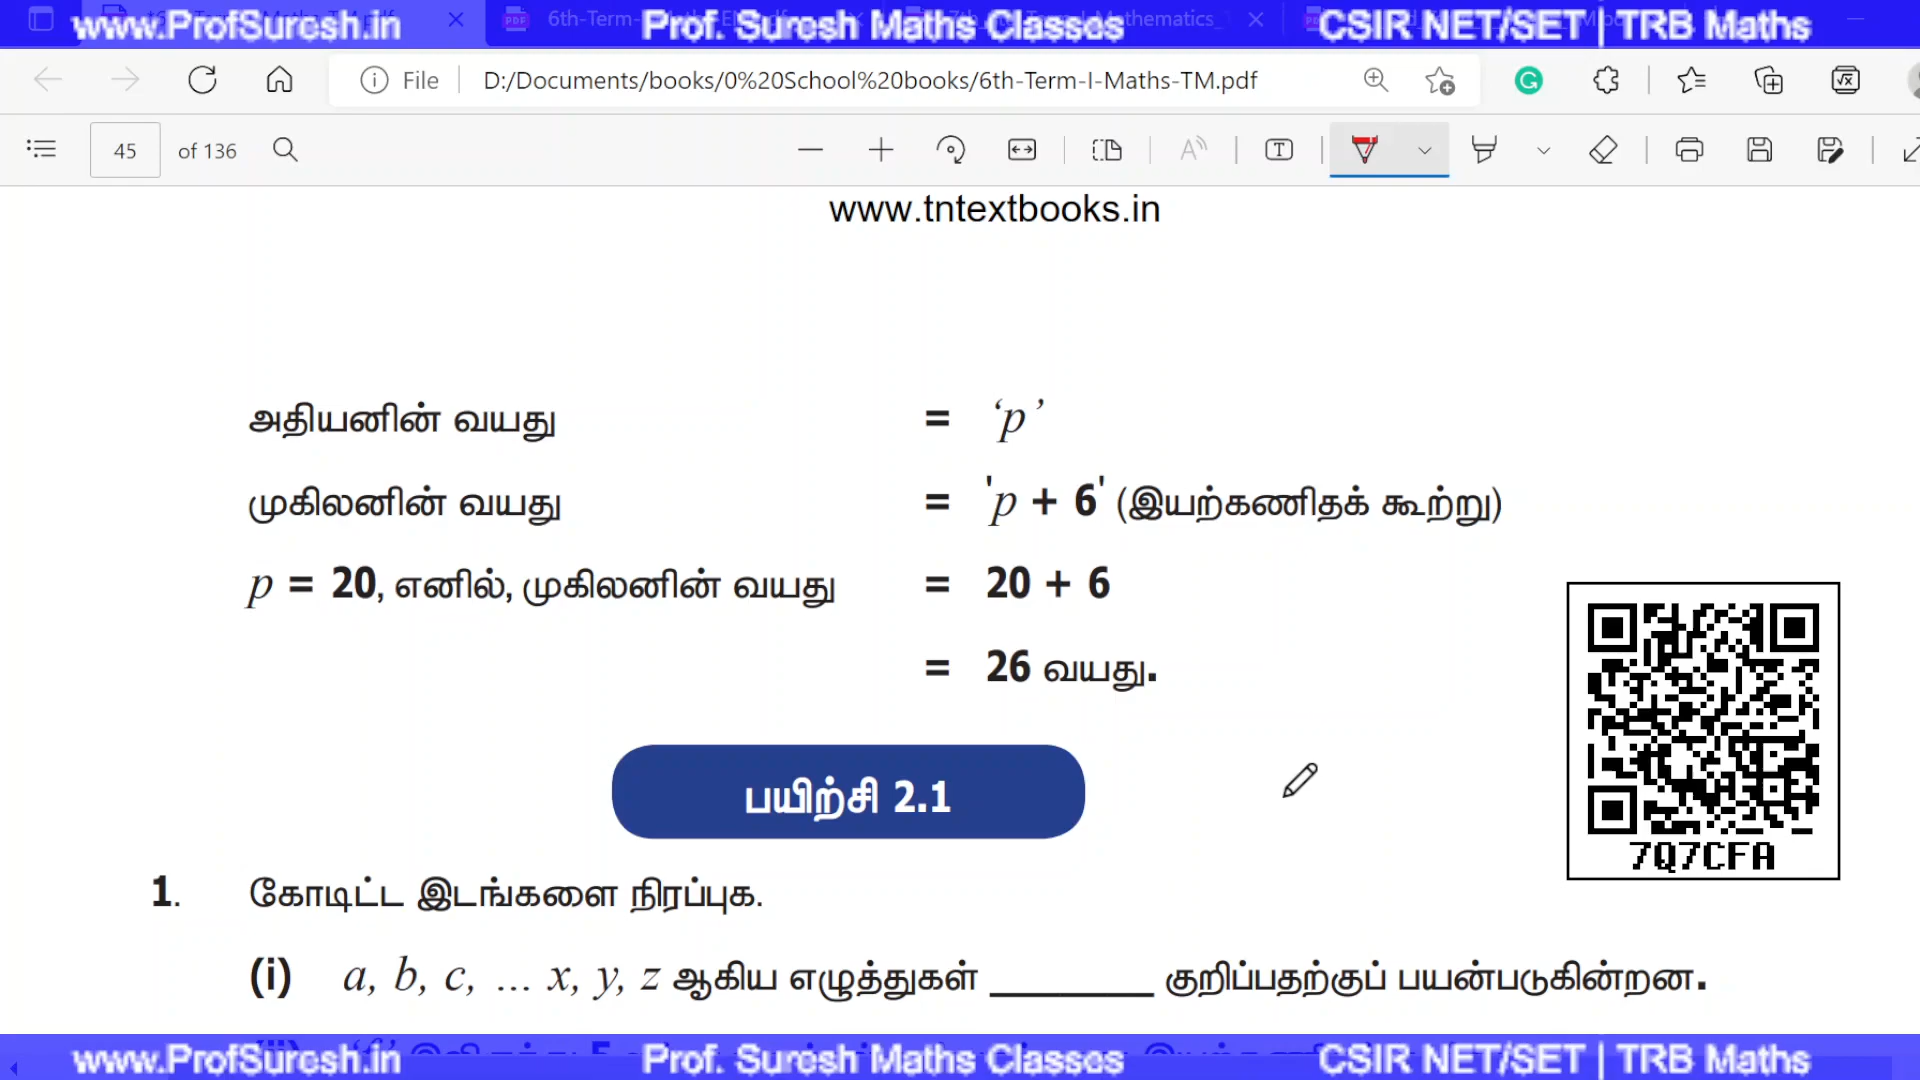 www.ProfSuresh.in Prof. Suresh Maths Classes CSIR NET/SET | TRB Maths
File D:/Documents/books/0%20School%20books/6th-Term-I-Maths-TM.pdf
45 of 136
www.tntextbooks.in
அதியனின் வயது = ‘p’
முகிலனின் வயது = 'p + 6' (இயற்கணிதக் கூற்று)
p = 20, எனில், முகிலனின் வயது = 20 + 6
= 26 வயது.
பயிற்சி 2.1
7Q7CFA
1. கோடிட்ட இடங்களை நிரப்புக.
(i) a, b, c, ... x, y, z ஆகிய எழுத்துகள் ________ குறிப்பதற்குப் பயன்படுகின்றன.
www.ProfSuresh.in Prof. Suresh Maths Classes CSIR NET/SET | TRB Maths